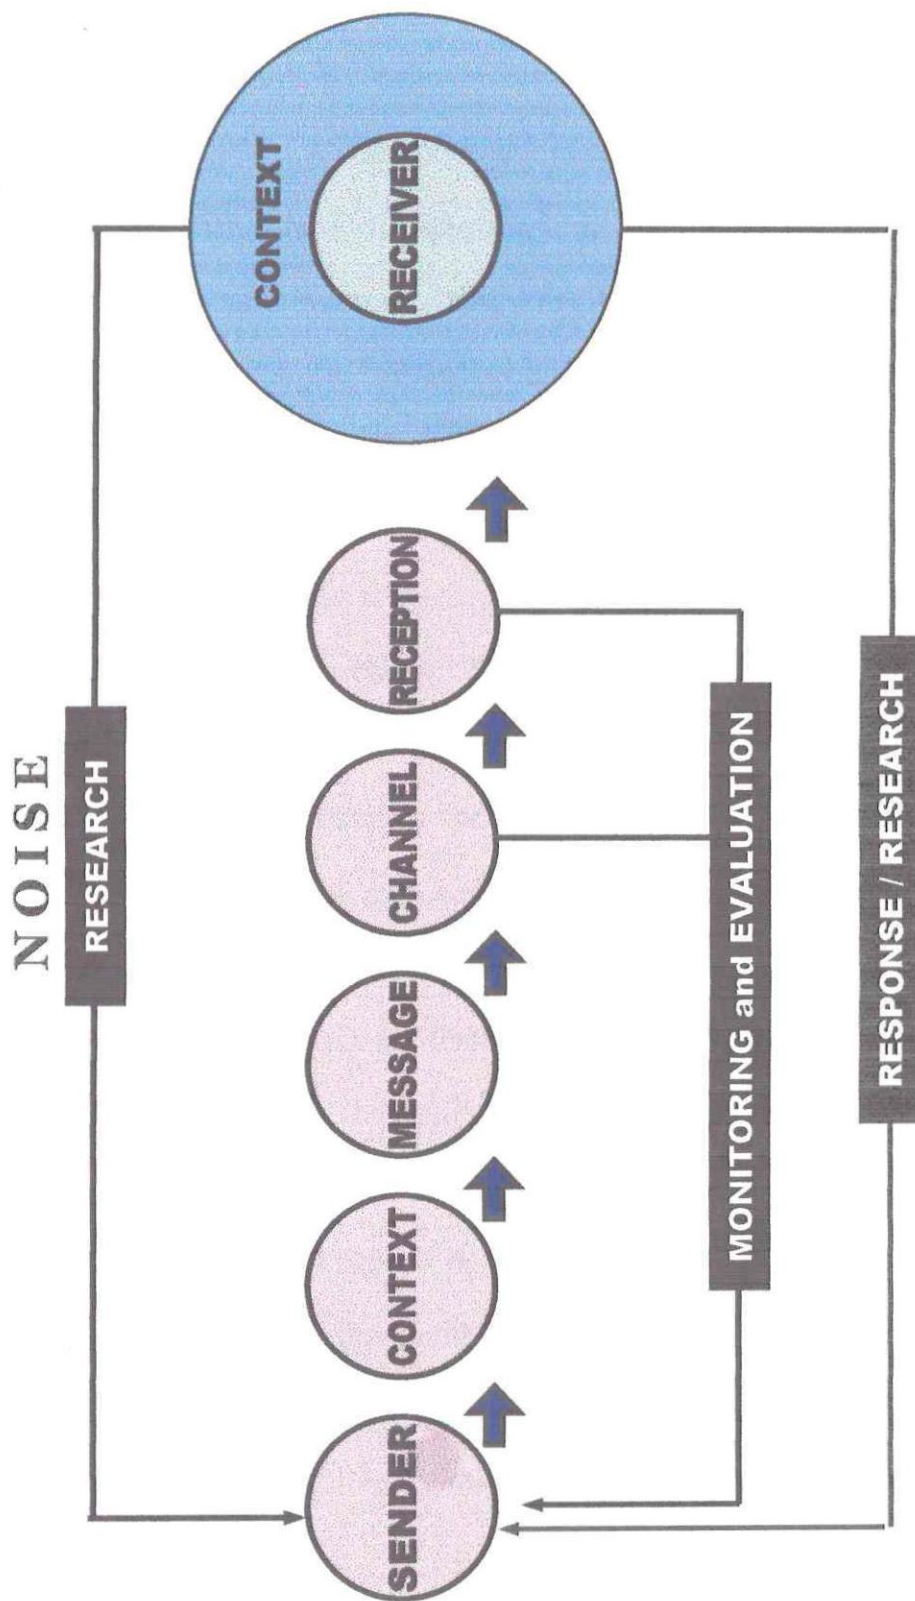 NOISE
RESEARCH
SENDER
CONTEXT
MESSAGE
CHANNEL
RECEPTION
CONTEXT
RECEIVER
MONITORING and EVALUATION
RESPONSE / RESEARCH